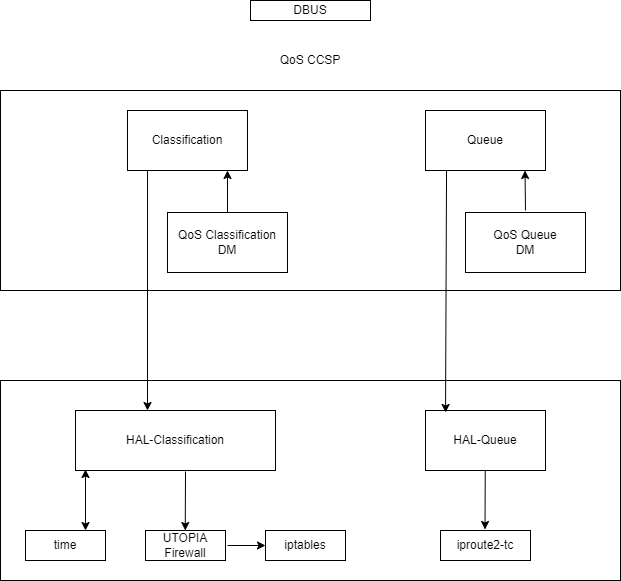 DBUS
QoS CCSP
Classification
Queue
QoS Classification
DM
QoS Queue
DM
HAL-Classification
HAL-Queue
time
UTOPIA
Firewall
iptables
iproute2-tc